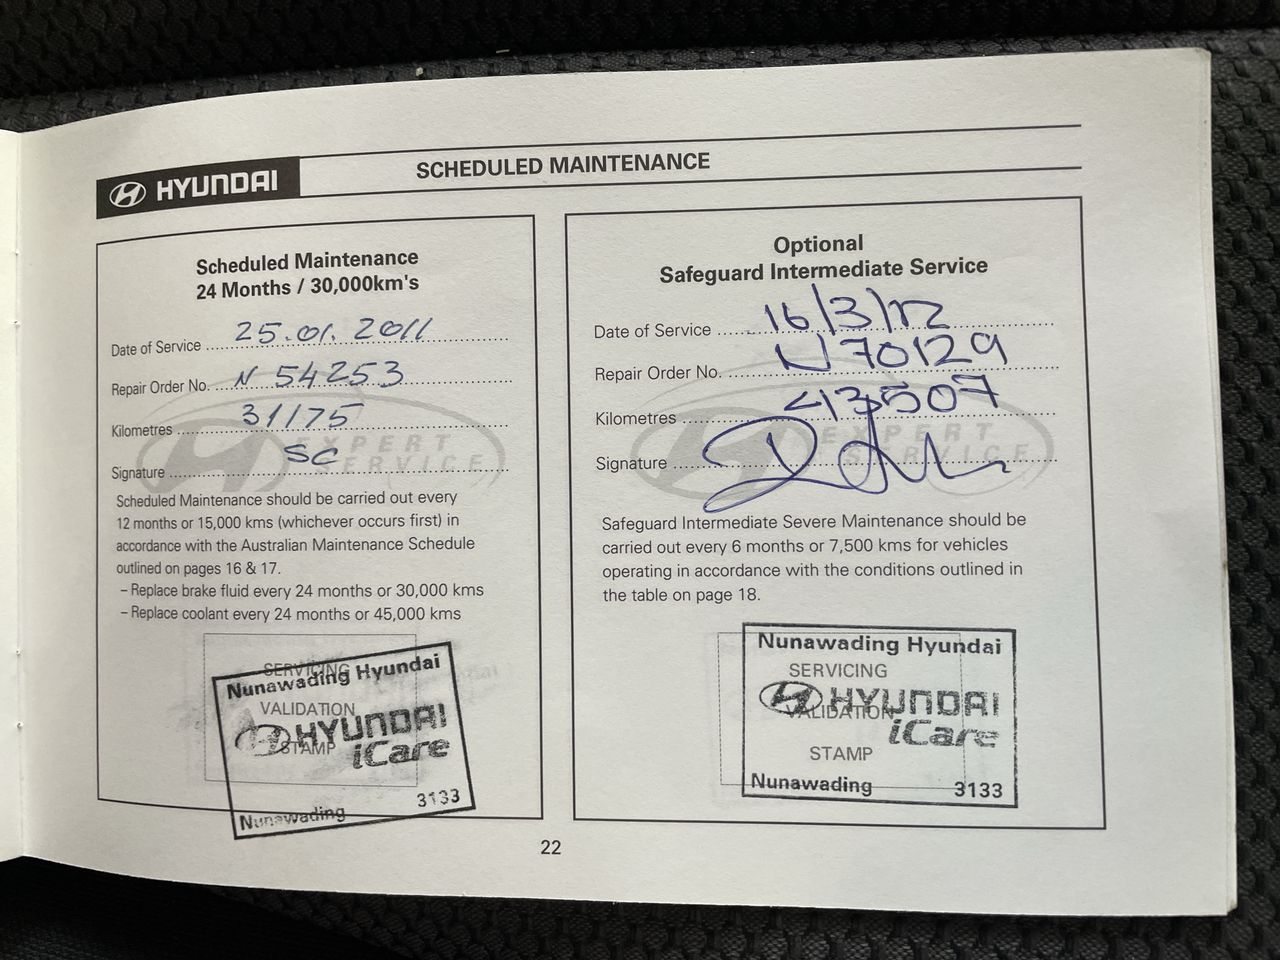 HYUNDAI
SCHEDULED MAINTENANCE
Scheduled Maintenance
24 Months / 30,000km's
Date of Service 25.01.2011
Repair Order No. N 54253
Kilometres 31175
Signature SC
EXPERT
SERVICE
Scheduled Maintenance should be carried out every
12 months or 15,000 kms (whichever occurs first) in
accordance with the Australian Maintenance Schedule
outlined on pages 16 & 17.
– Replace brake fluid every 24 months or 30,000 kms
– Replace coolant every 24 months or 45,000 kms
SERVICING
Nunawading Hyundai
VALIDATION
HYUNDAI
STAMP
iCare
Nunawading 3133
Optional
Safeguard Intermediate Service
Date of Service 16/3/12
Repair Order No. N 70129
Kilometres 43507
Signature
EXPERT
SERVICE
Safeguard Intermediate Severe Maintenance should be
carried out every 6 months or 7,500 kms for vehicles
operating in accordance with the conditions outlined in
the table on page 18.
Nunawading Hyundai
SERVICING
HYUNDAI
VALIDATION
iCare
STAMP
Nunawading 3133
22